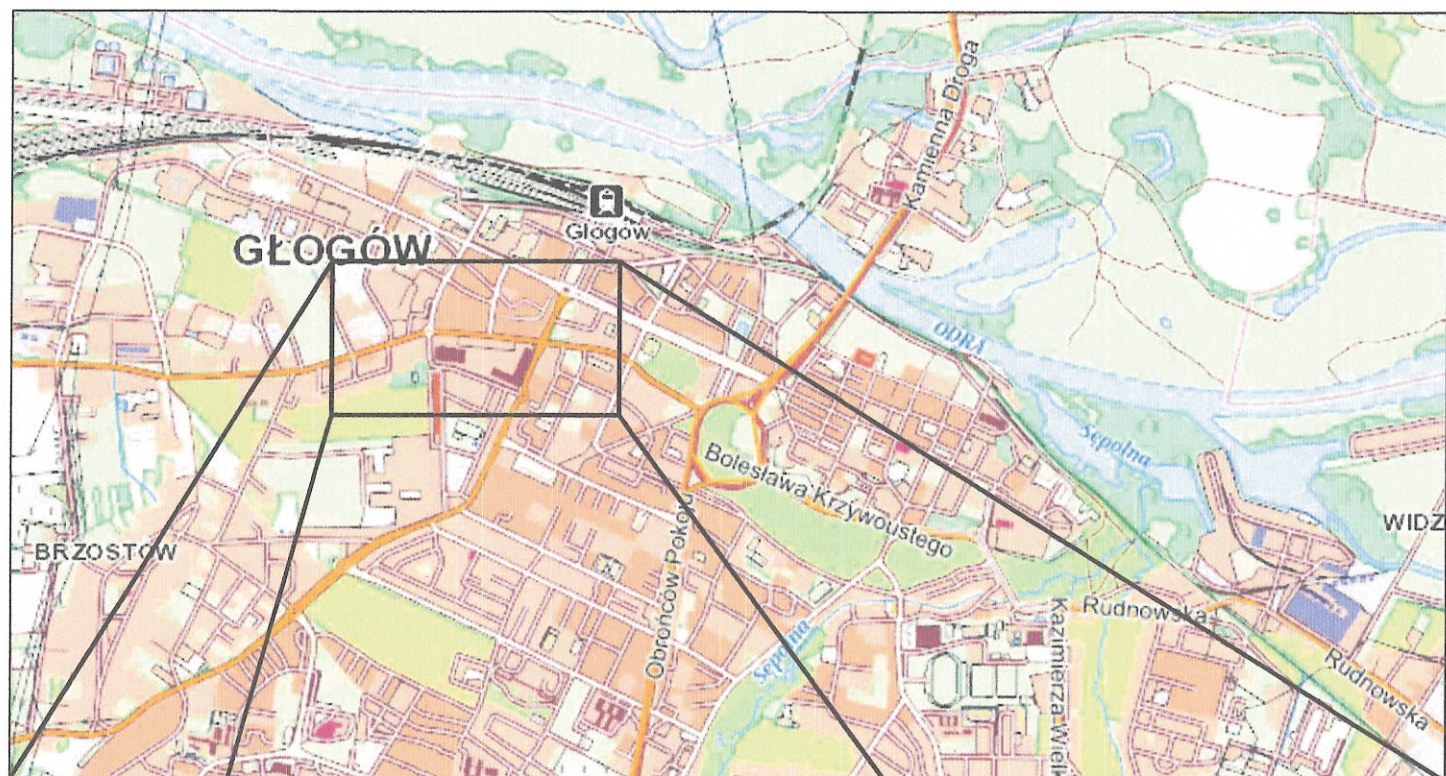 Kamienna Droga
GŁOGÓW
Głogów
ODRA
Sępolna
Bolesława Krzywoustego
WIDZ
BRZOSTÓW
Obrońców Pokoju
Rudnowska
Sępolna
Kazimierza Wielk
Rudnowska